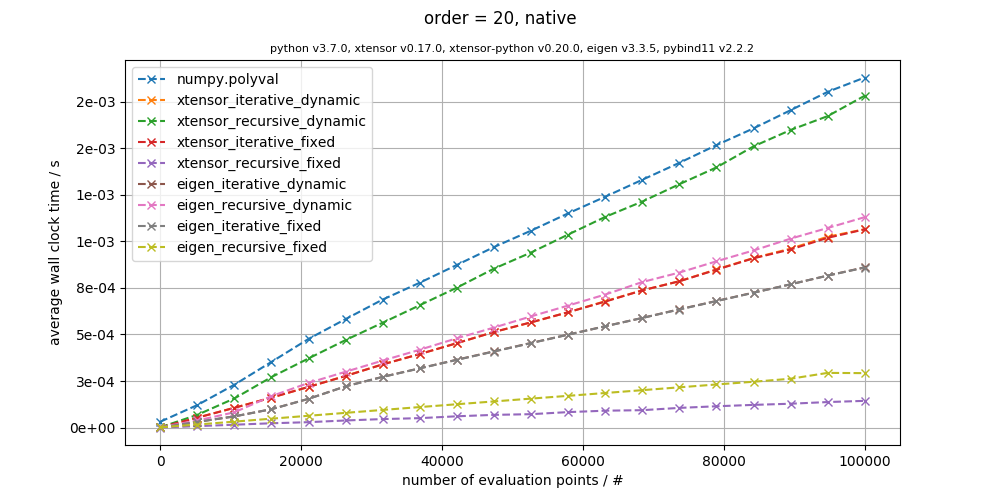 order = 20, native
python v3.7.0, xtensor v0.17.0, xtensor-python v0.20.0, eigen v3.3.5, pybind11 v2.2.2
numpy.polyval
xtensor_iterative_dynamic
xtensor_recursive_dynamic
xtensor_iterative_fixed
xtensor_recursive_fixed
eigen_iterative_dynamic
eigen_recursive_dynamic
eigen_iterative_fixed
eigen_recursive_fixed
average wall clock time / s
2e-03
2e-03
1e-03
1e-03
8e-04
5e-04
3e-04
0e+00
0 20000 40000 60000 80000 100000
number of evaluation points / #